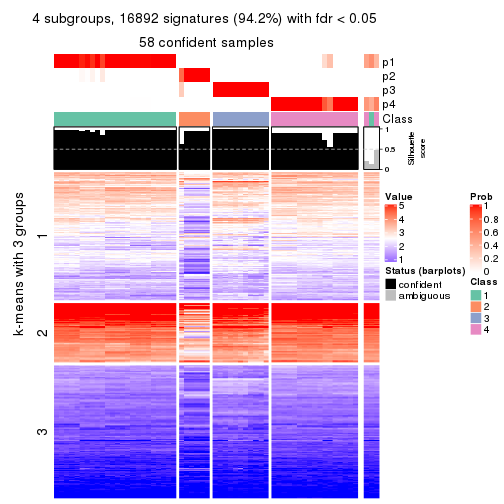 4 subgroups, 16892 signatures (94.2%) with fdr < 0.05
58 confident samples
p1
p2
p3
p4
Class
1
0.5
0
Silhouette
score
k-means with 3 groups
1
2
3
Value
5
4
3
2
1
Status (barplots)
confident
ambiguous
Prob
1
0.8
0.6
0.4
0.2
0
Class
1
2
3
4